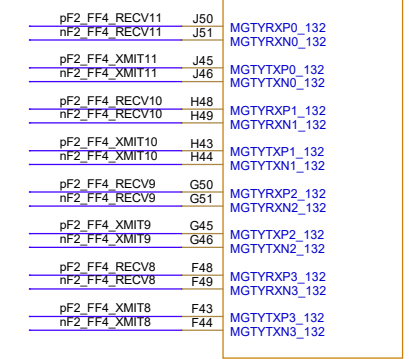 pF2_FF4_RECV11 J50 MGTYRXP0_132
nF2_FF4_RECV11 J51 MGTYRXN0_132
pF2_FF4_XMIT11 J45 MGTYTXP0_132
nF2_FF4_XMIT11 J46 MGTYTXN0_132
pF2_FF4_RECV10 H48 MGTYRXP1_132
nF2_FF4_RECV10 H49 MGTYRXN1_132
pF2_FF4_XMIT10 H43 MGTYTXP1_132
nF2_FF4_XMIT10 H44 MGTYTXN1_132
pF2_FF4_RECV9 G50 MGTYRXP2_132
nF2_FF4_RECV9 G51 MGTYRXN2_132
pF2_FF4_XMIT9 G45 MGTYTXP2_132
nF2_FF4_XMIT9 G46 MGTYTXN2_132
pF2_FF4_RECV8 F48 MGTYRXP3_132
nF2_FF4_RECV8 F49 MGTYRXN3_132
pF2_FF4_XMIT8 F43 MGTYTXP3_132
nF2_FF4_XMIT8 F44 MGTYTXN3_132